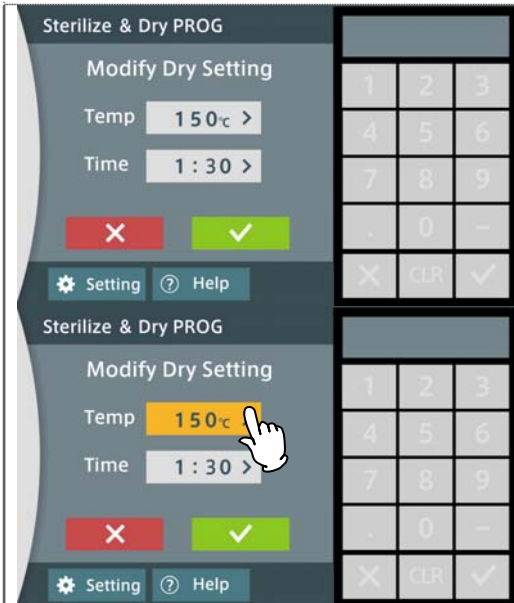 Sterilize & Dry PROG
Modify Dry Setting
Temp 150℃ >
Time 1:30 >
Setting ? Help
1 2 3
4 5 6
7 8 9
. 0 -
CLR
Sterilize & Dry PROG
Modify Dry Setting
Temp 150℃ >
Time 1:30 >
Setting ? Help
1 2 3
4 5 6
7 8 9
. 0 -
CLR